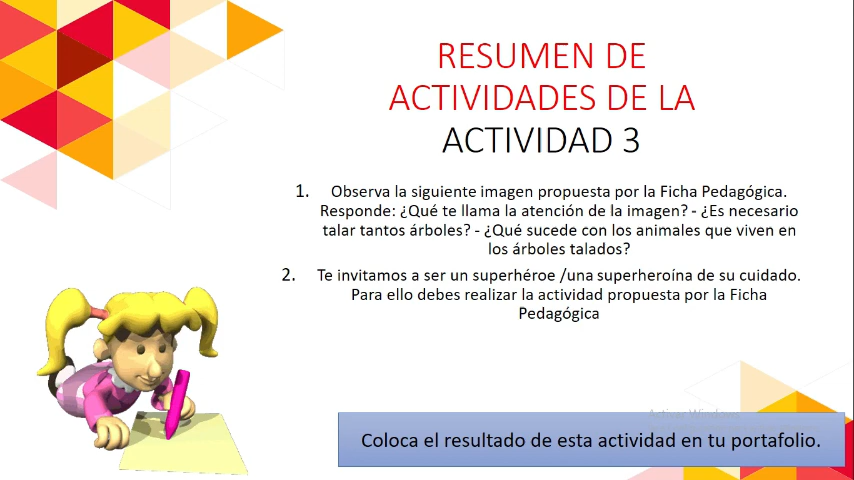 RESUMEN DE
ACTIVIDADES DE LA
ACTIVIDAD 3
1. Observa la siguiente imagen propuesta por la Ficha Pedagógica.
Responde: ¿Qué te llama la atención de la imagen? - ¿Es necesario
talar tantos árboles? - ¿Qué sucede con los animales que viven en
los árboles talados?
2. Te invitamos a ser un superhéroe /una superheroína de su cuidado.
Para ello debes realizar la actividad propuesta por la Ficha
Pedagógica
Activar Windows
Coloca el resultado de esta actividad en tu portafolio.